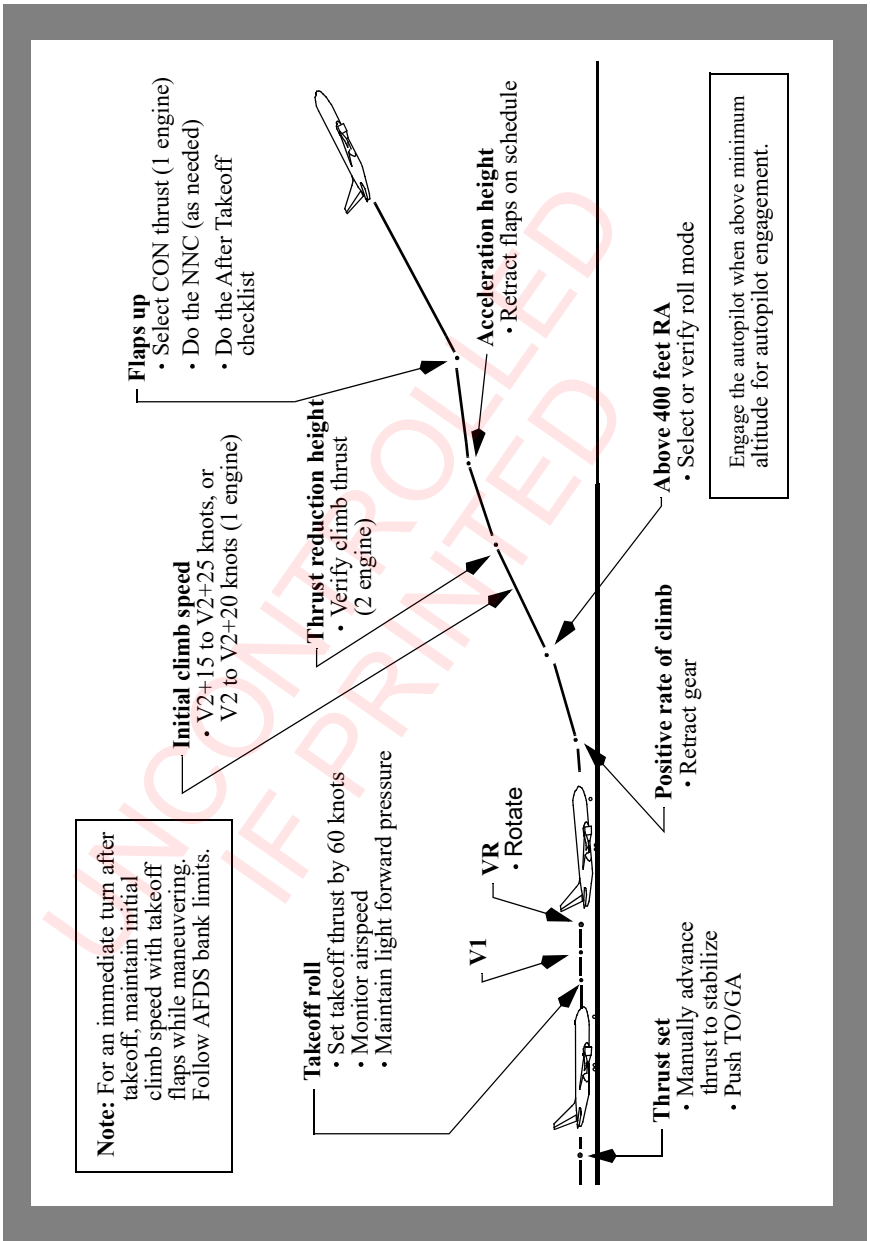 Note: For an immediate turn after
takeoff, maintain initial
climb speed with takeoff
flaps while maneuvering.
Follow AFDS bank limits.
Initial climb speed
• V2+15 to V2+25 knots, or
V2 to V2+20 knots (1 engine)
Flaps up
• Select CON thrust (1 engine)
• Do the NNC (as needed)
• Do the After Takeoff
checklist
Takeoff roll
• Set takeoff thrust by 60 knots
• Monitor airspeed
• Maintain light forward pressure
Thrust reduction height
• Verify climb thrust
(2 engine)
V1
VR
• Rotate
Acceleration height
• Retract flaps on schedule
Thrust set
• Manually advance
thrust to stabilize
• Push TO/GA
Positive rate of climb
• Retract gear
Above 400 feet RA
• Select or verify roll mode
Engage the autopilot when above minimum
altitude for autopilot engagement.
UNCONTROLLED
IF PRINTED